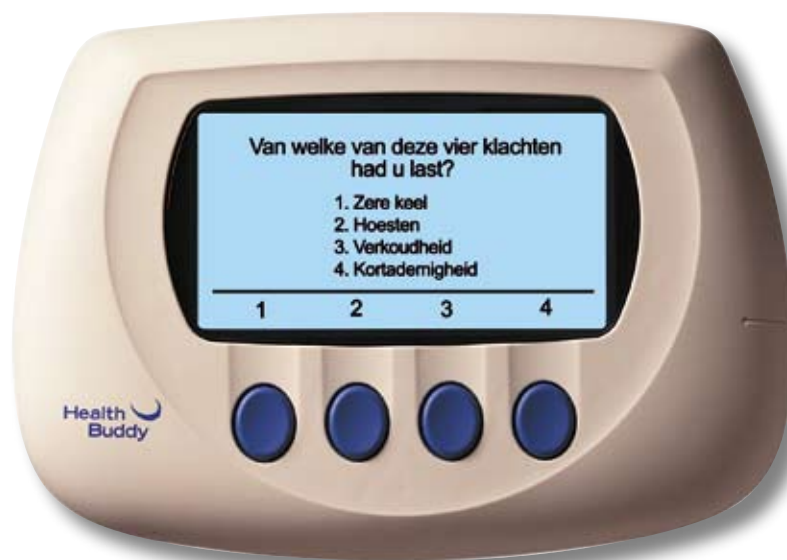 Van welke van deze vier klachten
had u last?
1. Zere keel
2. Hoesten
3. Verkoudheid
4. Kortademigheid
1 2 3 4
Health
Buddy